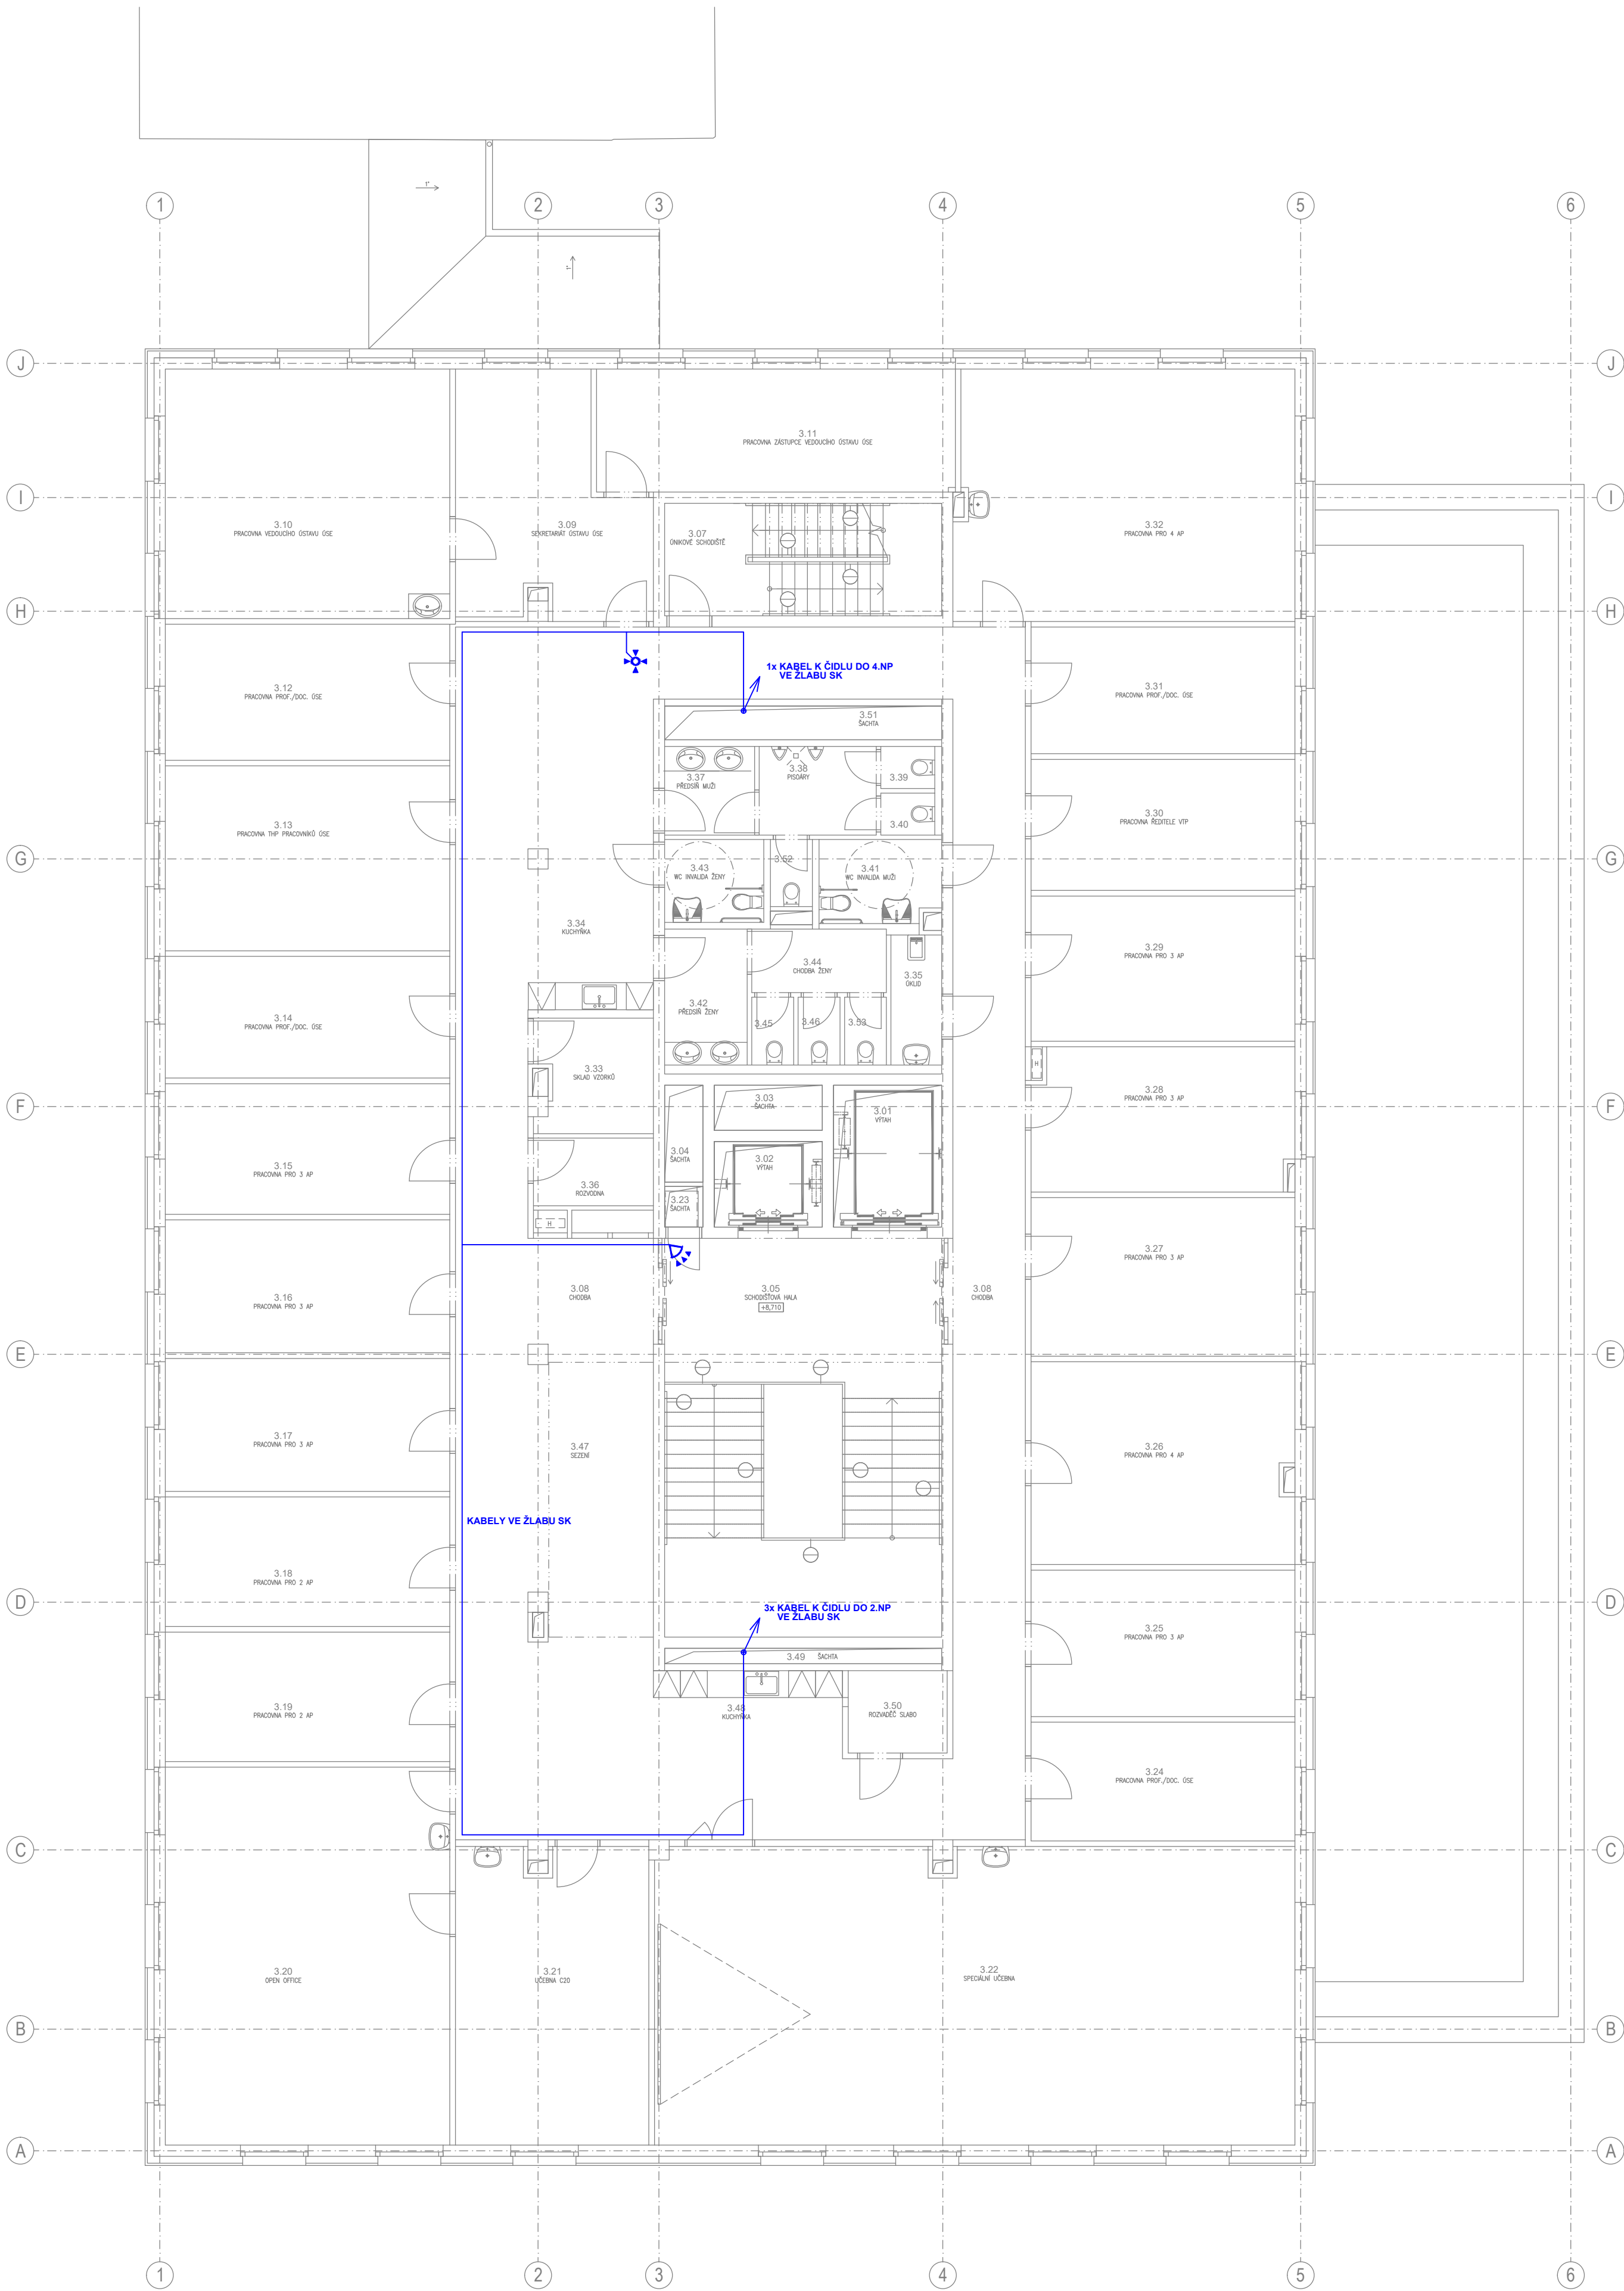 1"
1"
1
2
3
4
5
6
J
J
3.11
PRACOVNA ZÁSTUPCE VEDOUCÍHO ÚSTAVU ÚSE
I
I
3.10
PRACOVNA VEDOUCÍHO ÚSTAVU ÚSE
3.09
SEKRETARIÁT ÚSTAVU ÚSE
3.07
ÚNIKOVÉ SCHODIŠTĚ
3.32
PRACOVNA PRO 4 AP
H
H
1x KABEL K ČIDLU DO 4.NP
VE ŽLABU SK
3.12
PRACOVNA PROF./DOC. ÚSE
3.31
PRACOVNA PROF./DOC. ÚSE
3.51
ŠACHTA
3.37
PŘEDSÍŇ MUŽI
3.38
PISOÁRY
3.39
3.40
3.13
PRACOVNA THP PRACOVNÍKŮ ÚSE
3.30
PRACOVNA ŘEDITELE VTP
G
G
3.43
WC INVALIDA ŽENY
3.52
3.41
WC INVALIDA MUŽI
3.34
KUCHYŇKA
3.29
PRACOVNA PRO 3 AP
3.44
CHODBA ŽENY
3.35
ÚKLID
3.42
PŘEDSÍŇ ŽENY
3.45
3.46
3.53
3.14
PRACOVNA PROF./DOC. ÚSE
3.33
SKLAD VZORKŮ
H
3.28
PRACOVNA PRO 3 AP
F
F
3.03
ŠACHTA
3.01
VÝTAH
3.04
ŠACHTA
3.02
VÝTAH
3.15
PRACOVNA PRO 3 AP
3.36
ROZVODNA
3.23
ŠACHTA
H
3.27
PRACOVNA PRO 3 AP
3.16
PRACOVNA PRO 3 AP
3.08
CHODBA
3.05
SCHODIŠŤOVÁ HALA
+8,710
3.08
CHODBA
E
E
3.17
PRACOVNA PRO 3 AP
3.47
SEZENÍ
3.26
PRACOVNA PRO 4 AP
KABELY VE ŽLABU SK
3.18
PRACOVNA PRO 2 AP
D
D
3x KABEL K ČIDLU DO 2.NP
VE ŽLABU SK
3.25
PRACOVNA PRO 3 AP
3.49 ŠACHTA
3.19
PRACOVNA PRO 2 AP
3.48
KUCHYŇKA
3.50
ROZVADĚČ SLABO
3.24
PRACOVNA PROF./DOC. ÚSE
C
C
3.20
OPEN OFFICE
3.21
UČEBNA C20
3.22
SPECIÁLNÍ UČEBNA
B
B
A
A
1
2
3
4
5
6